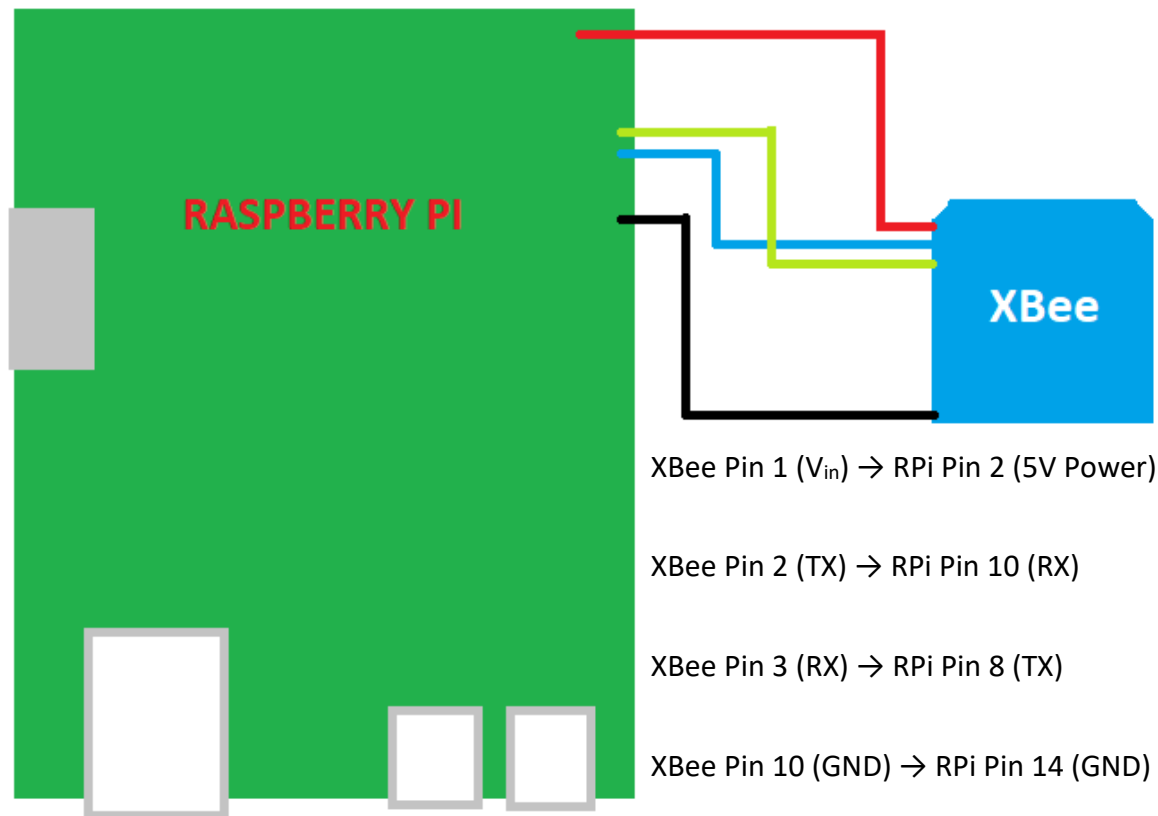 RASPBERRY PI
XBee
XBee Pin 1 (Vin) → RPi Pin 2 (5V Power)
XBee Pin 2 (TX) → RPi Pin 10 (RX)
XBee Pin 3 (RX) → RPi Pin 8 (TX)
XBee Pin 10 (GND) → RPi Pin 14 (GND)